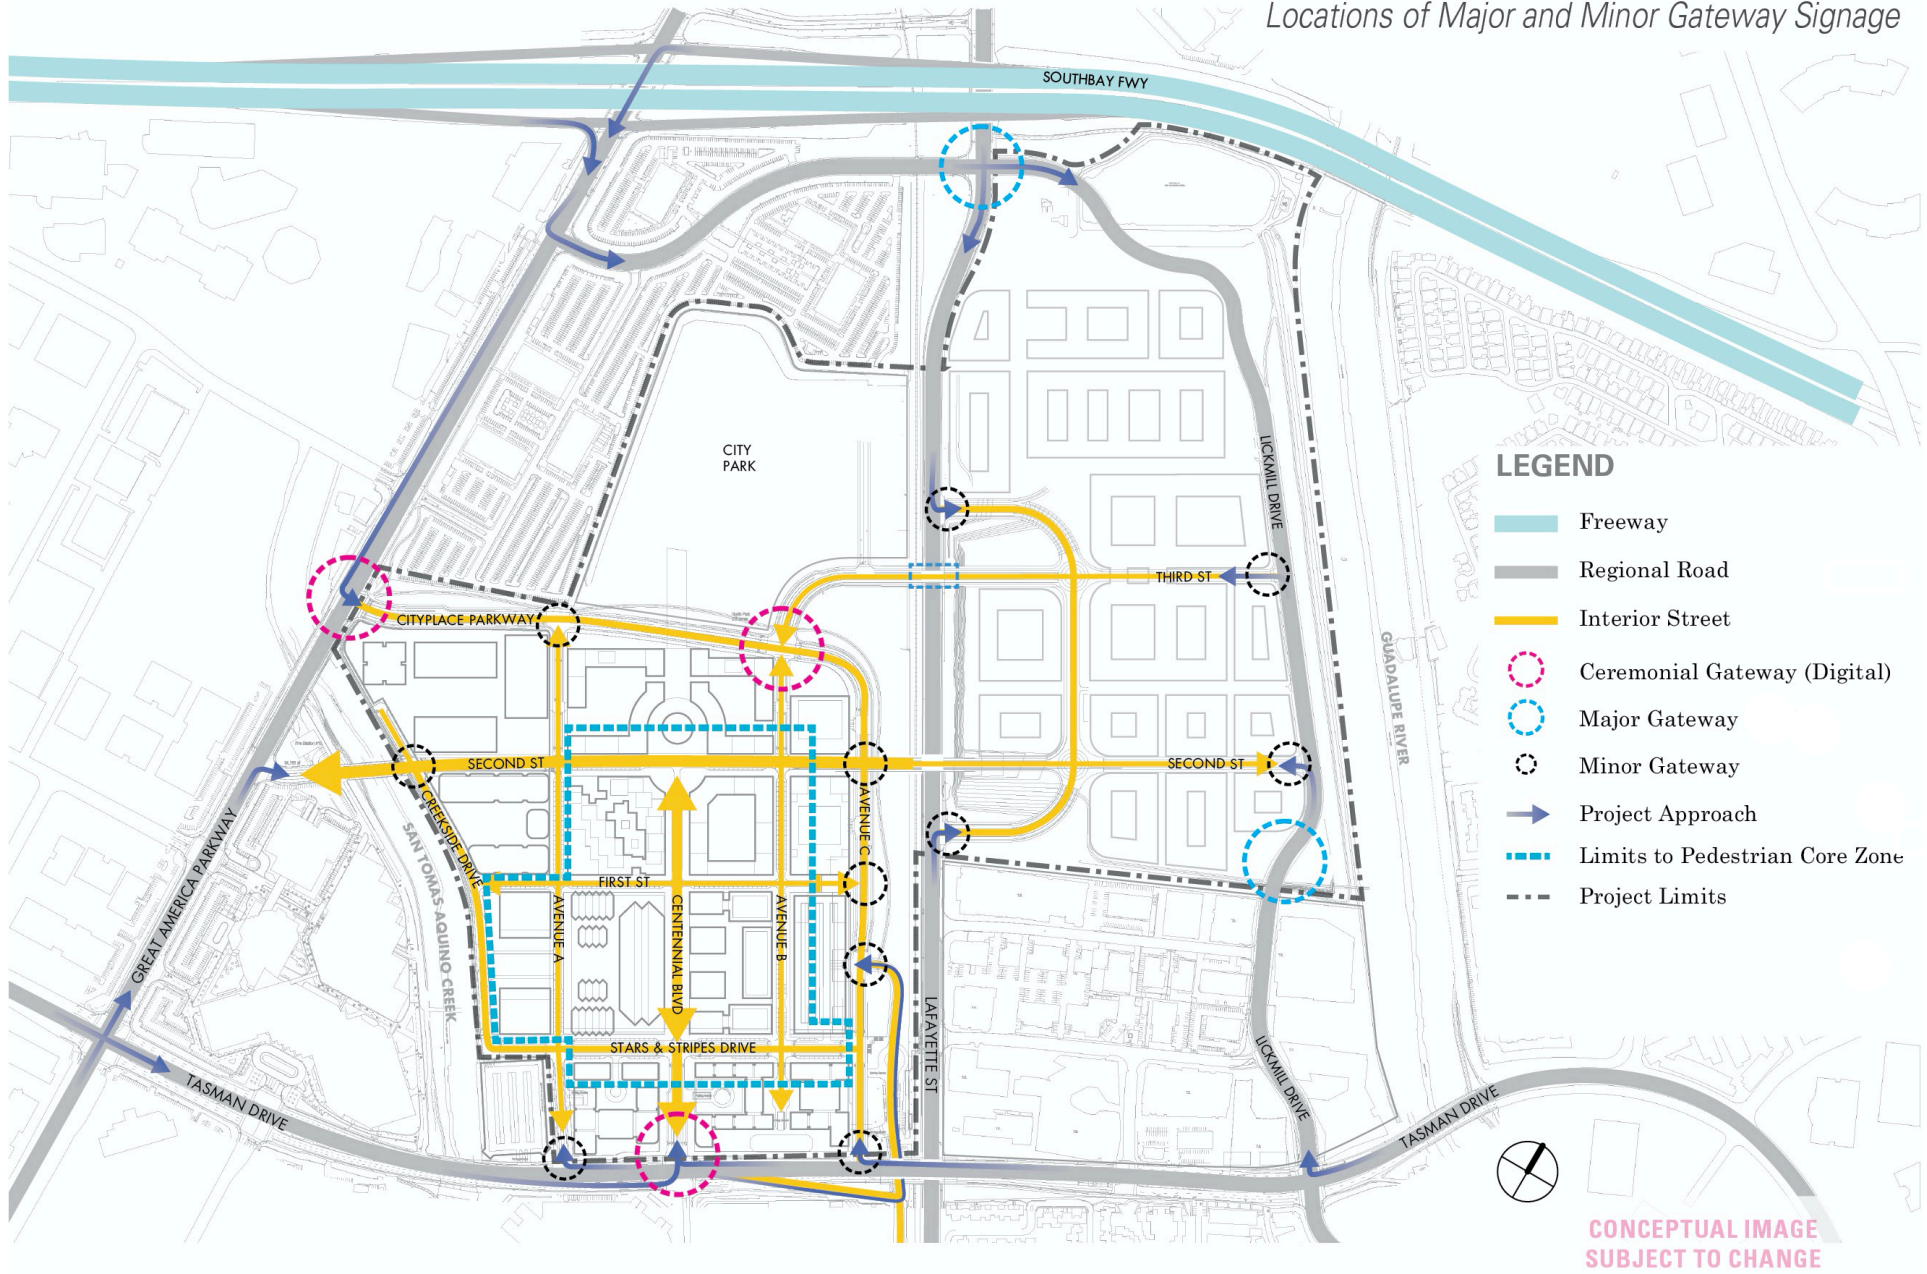 Locations of Major and Minor Gateway Signage
SOUTHBAY FWY
CITY
PARK
LICKMILL DRIVE
THIRD ST
CITYPLACE PARKWAY
GUADALUPE RIVER
SECOND ST
SECOND ST
AVENUE C
CREEKSIDE DRIVE
SAN TOMAS AQUINO CREEK
GREAT AMERICA PARKWAY
FIRST ST
AVENUE A
CENTENNIAL BLVD
AVENUE B
LAFAYETTE ST
STARS & STRIPES DRIVE
LICKMILL DRIVE
TASMAN DRIVE
TASMAN DRIVE
LEGEND
Freeway
Regional Road
Interior Street
Ceremonial Gateway (Digital)
Major Gateway
Minor Gateway
Project Approach
Limits to Pedestrian Core Zone
Project Limits
CONCEPTUAL IMAGE
SUBJECT TO CHANGE